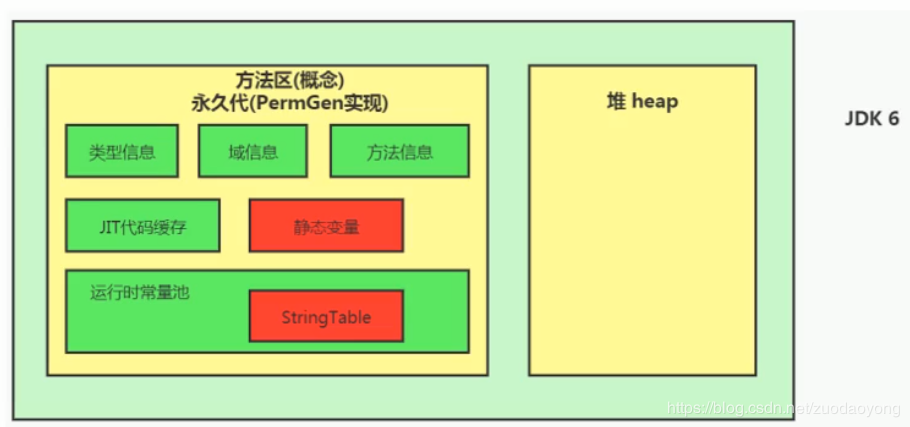 方法区(概念)
永久代(PermGen实现)
类型信息
域信息
方法信息
JIT代码缓存
静态变量
运行时常量池
StringTable
堆 heap
JDK 6
https://blog.csdn.net/zuodaoyong